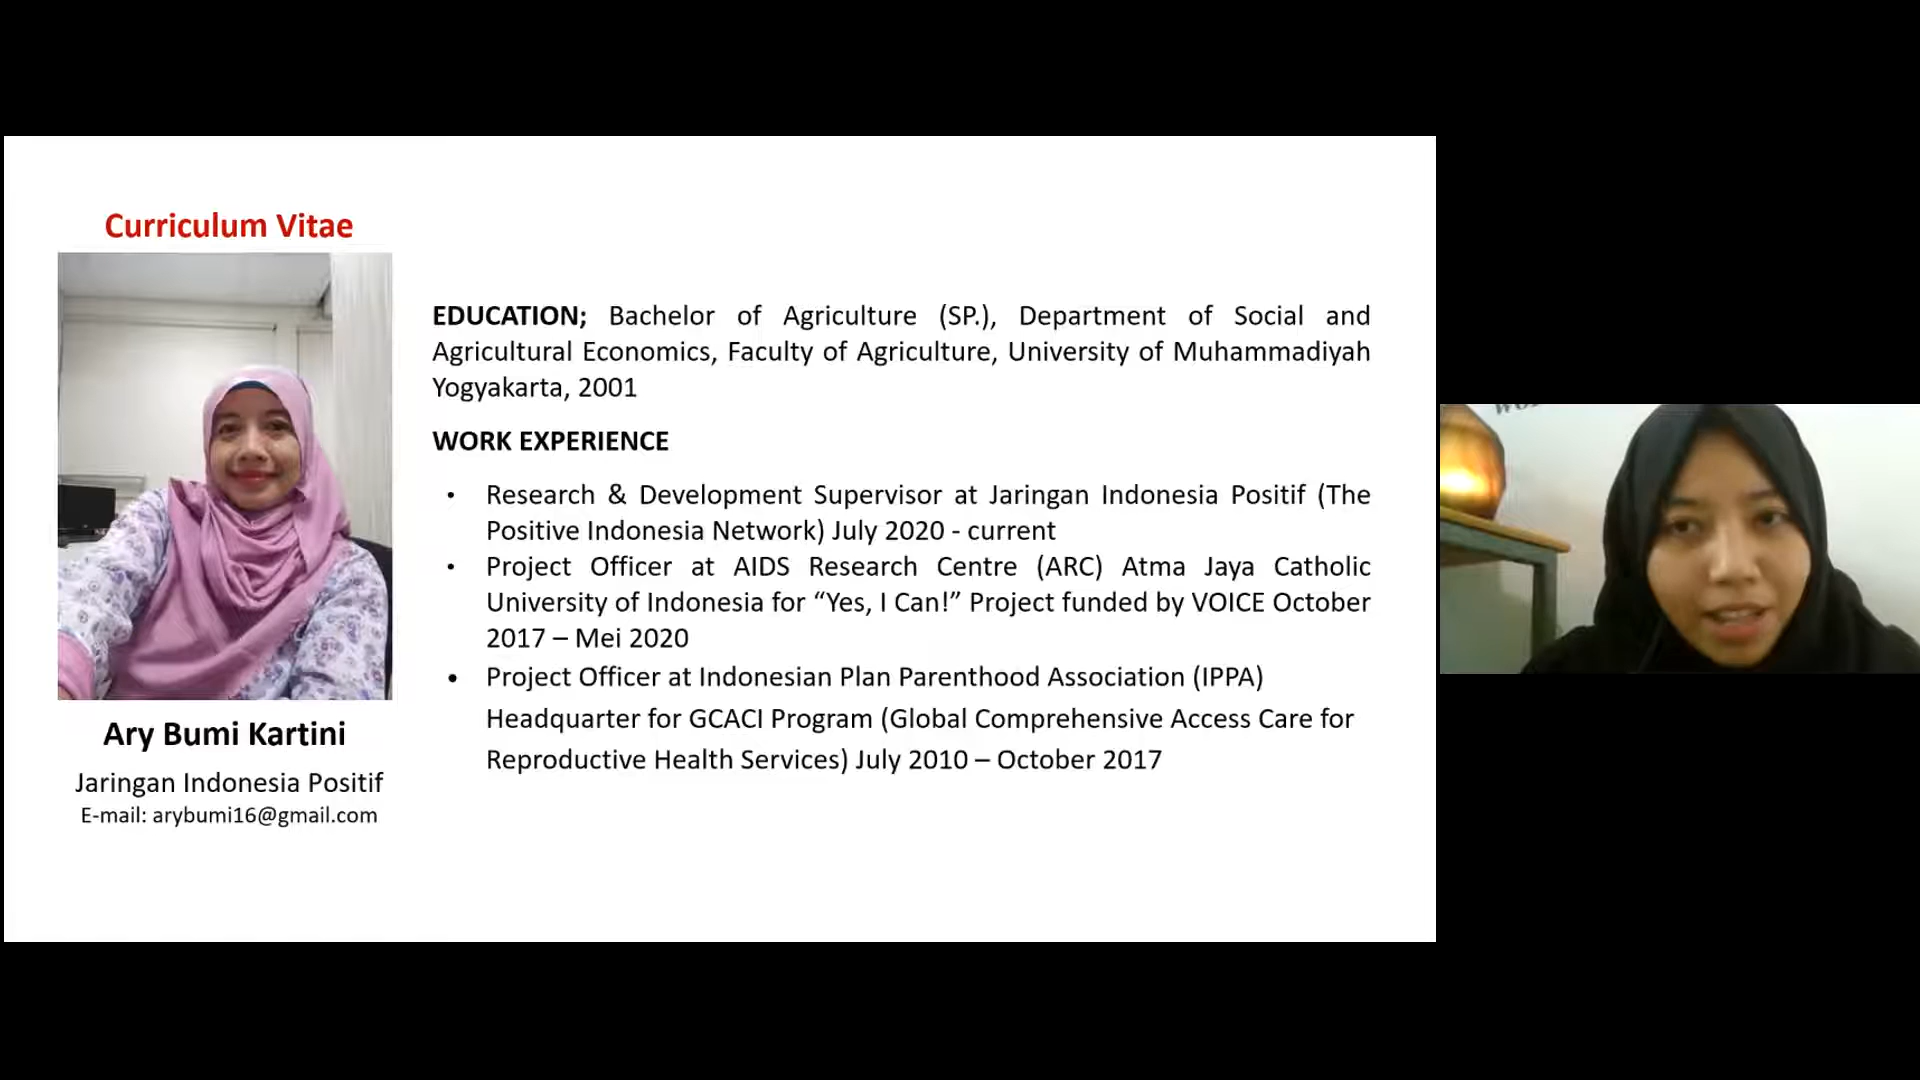 Curriculum Vitae
EDUCATION; Bachelor of Agriculture (SP.), Department of Social and
Agricultural Economics, Faculty of Agriculture, University of Muhammadiyah
Yogyakarta, 2001
WORK EXPERIENCE
• Research & Development Supervisor at Jaringan Indonesia Positif (The
Positive Indonesia Network) July 2020 - current
• Project Officer at AIDS Research Centre (ARC) Atma Jaya Catholic
University of Indonesia for “Yes, I Can!” Project funded by VOICE October
2017 – Mei 2020
• Project Officer at Indonesian Plan Parenthood Association (IPPA)
Headquarter for GCACI Program (Global Comprehensive Access Care for
Reproductive Health Services) July 2010 – October 2017
Ary Bumi Kartini
Jaringan Indonesia Positif
E-mail: arybumi16@gmail.com